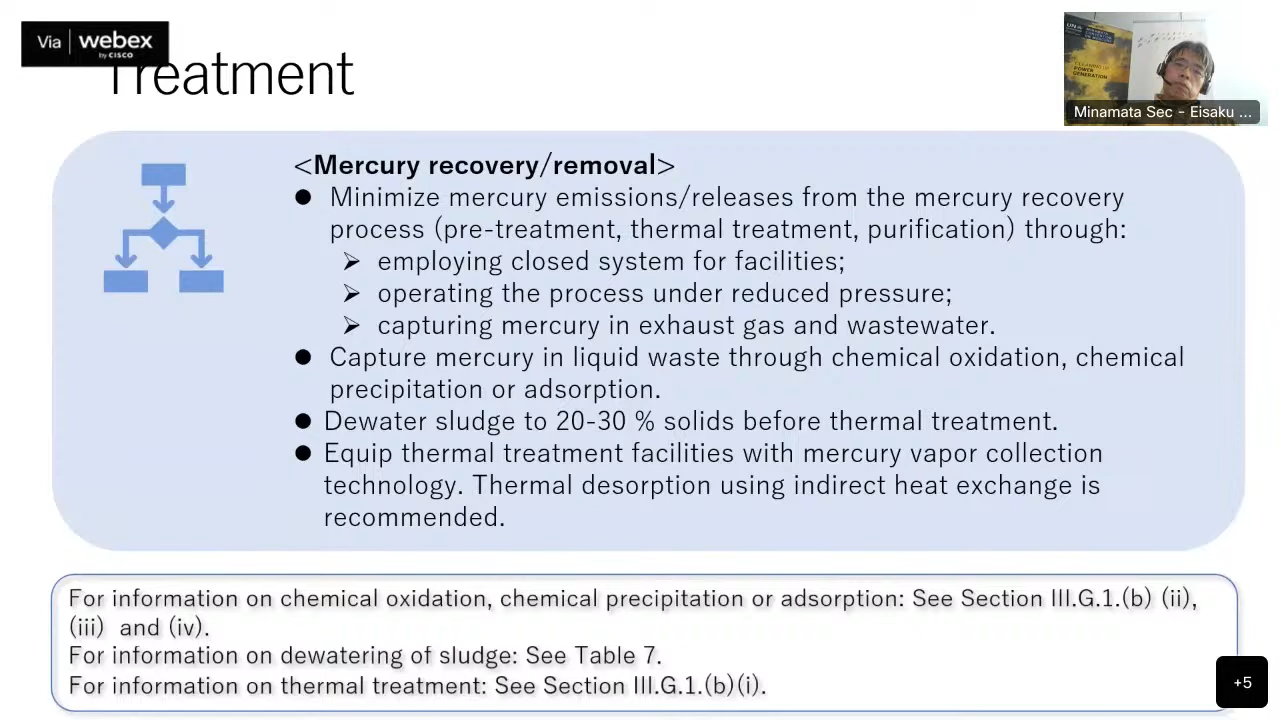 Via webex
by CISCO
Treatment
CLEANING UP
POWER
GENERATION
Minamata Sec - Eisaku ...
<Mercury recovery/removal>
● Minimize mercury emissions/releases from the mercury recovery
process (pre-treatment, thermal treatment, purification) through:
➢ employing closed system for facilities;
➢ operating the process under reduced pressure;
➢ capturing mercury in exhaust gas and wastewater.
● Capture mercury in liquid waste through chemical oxidation, chemical
precipitation or adsorption.
● Dewater sludge to 20-30 % solids before thermal treatment.
● Equip thermal treatment facilities with mercury vapor collection
technology. Thermal desorption using indirect heat exchange is
recommended.
For information on chemical oxidation, chemical precipitation or adsorption: See Section III.G.1.(b) (ii),
(iii) and (iv).
For information on dewatering of sludge: See Table 7.
For information on thermal treatment: See Section III.G.1.(b)(i).
+5